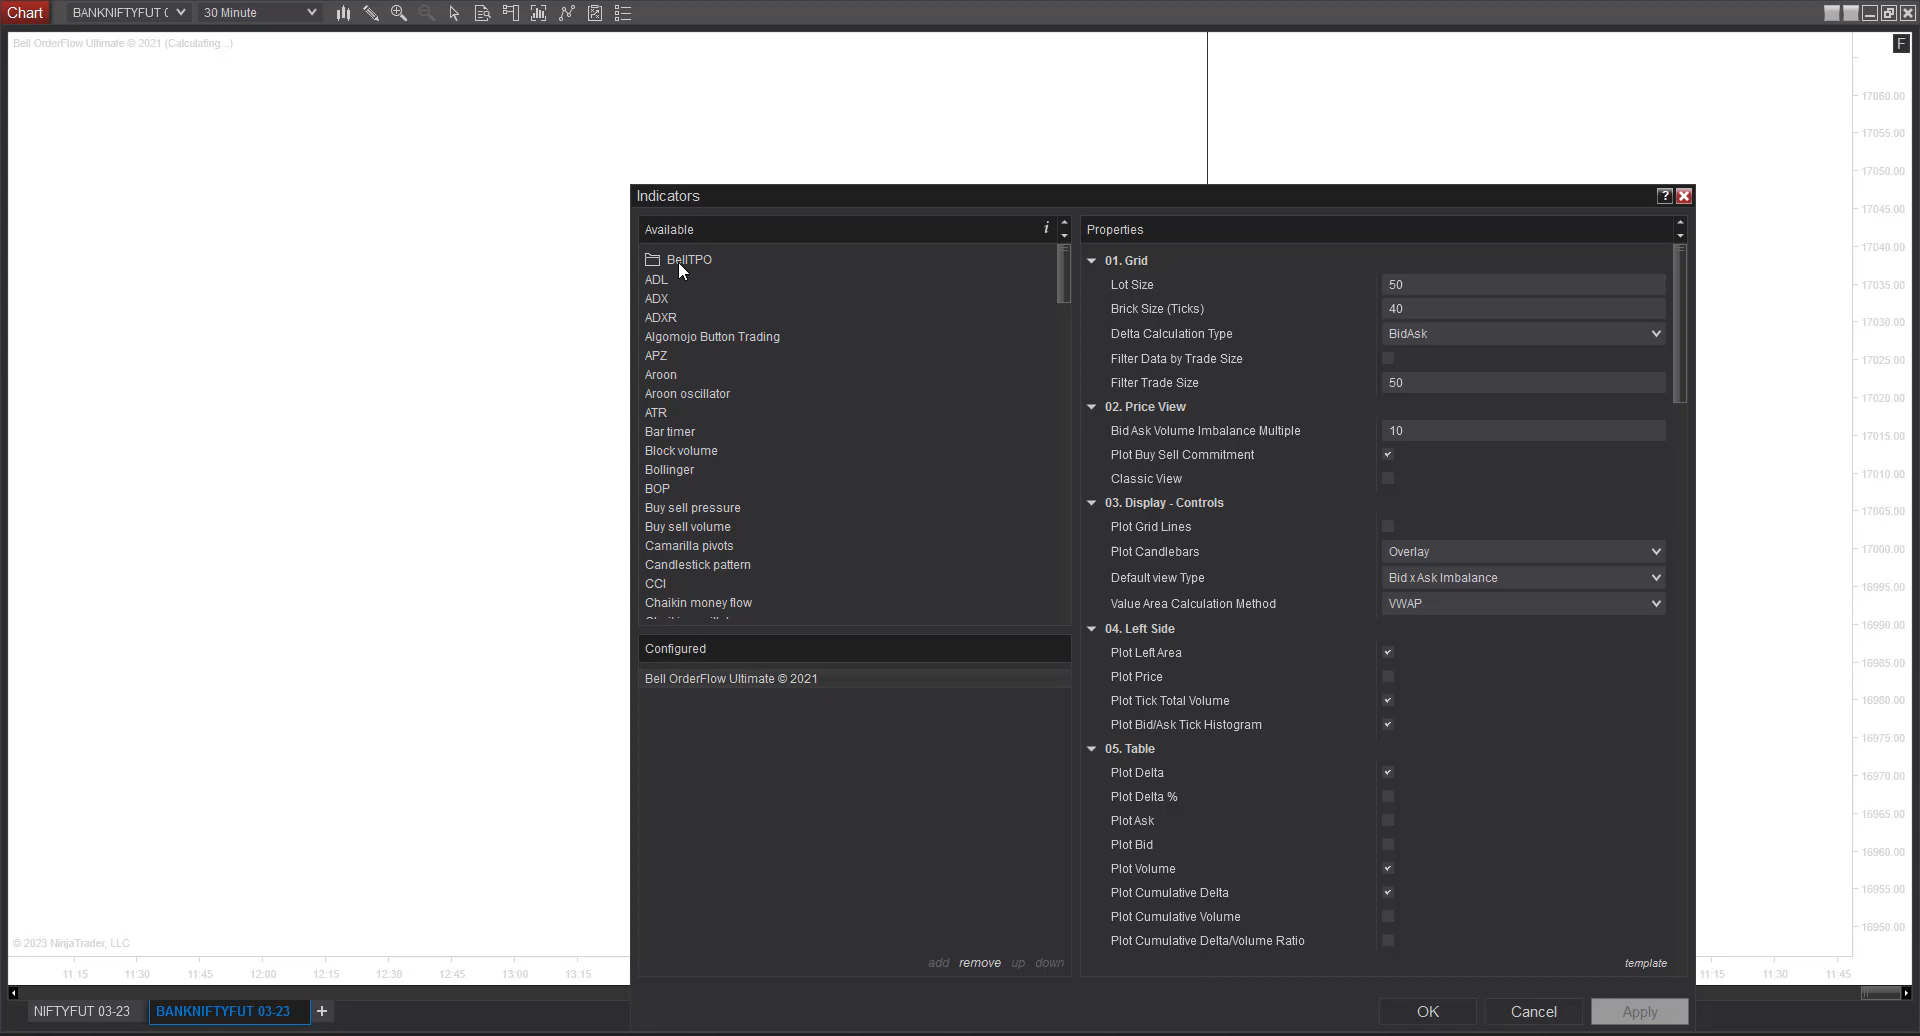 Chart
BANKNIFTYFUT (
30 Minute
Bell OrderFlow Ultimate © 2021 (Calculating...)
F
17060.00
17055.00
17050.00
17045.00
17040.00
17035.00
17030.00
17025.00
17020.00
17015.00
17010.00
17005.00
17000.00
16995.00
16990.00
16985.00
16980.00
16975.00
16970.00
16965.00
16960.00
16955.00
16950.00
Indicators
?
Available
i
BellTPO
ADL
ADX
ADXR
Algomojo Button Trading
APZ
Aroon
Aroon oscillator
ATR
Bar timer
Block volume
Bollinger
BOP
Buy sell pressure
Buy sell volume
Camarilla pivots
Candlestick pattern
CCI
Chaikin money flow
Configured
Bell OrderFlow Ultimate © 2021
add remove up down
Properties
01. Grid
Lot Size 50
Brick Size (Ticks) 40
Delta Calculation Type BidAsk
Filter Data by Trade Size
Filter Trade Size 50
02. Price View
Bid Ask Volume Imbalance Multiple 10
Plot Buy Sell Commitment
Classic View
03. Display - Controls
Plot Grid Lines
Plot Candlebars Overlay
Default view Type Bid x Ask Imbalance
Value Area Calculation Method VWAP
04. Left Side
Plot Left Area
Plot Price
Plot Tick Total Volume
Plot Bid/Ask Tick Histogram
05. Table
Plot Delta
Plot Delta %
Plot Ask
Plot Bid
Plot Volume
Plot Cumulative Delta
Plot Cumulative Volume
Plot Cumulative Delta/Volume Ratio
template
OK Cancel Apply
© 2023 NinjaTrader, LLC
11:15 11:30 11:45 12:00 12:15 12:30 12:45 13:00 13:15 11:15 11:30 11:45
NIFTYFUT 03-23 BANKNIFTYFUT 03-23 +